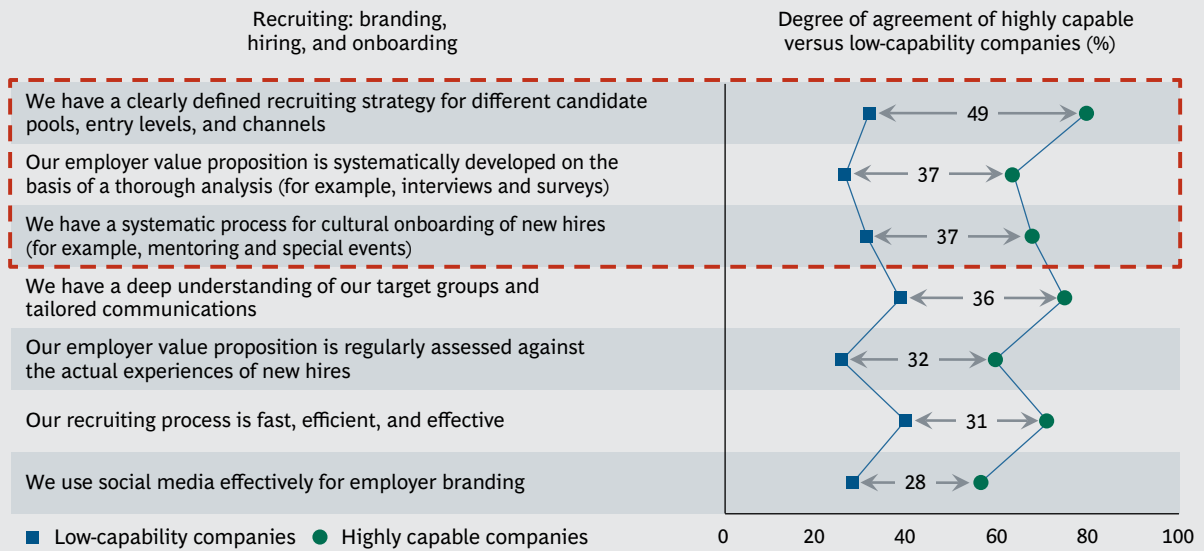 Recruiting: branding,
hiring, and onboarding
Degree of agreement of highly capable
versus low-capability companies (%)
We have a clearly defined recruiting strategy for different candidate
pools, entry levels, and channels
49
Our employer value proposition is systematically developed on the
basis of a thorough analysis (for example, interviews and surveys)
37
We have a systematic process for cultural onboarding of new hires
(for example, mentoring and special events)
37
We have a deep understanding of our target groups and
tailored communications
36
Our employer value proposition is regularly assessed against
the actual experiences of new hires
32
Our recruiting process is fast, efficient, and effective
31
We use social media effectively for employer branding
28
Low-capability companies
Highly capable companies
0 20 40 60 80 100